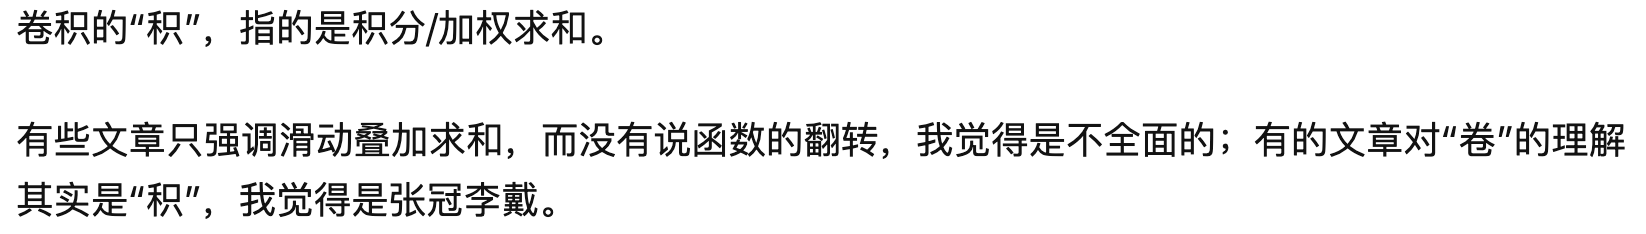 卷积的“积”，指的是积分/加权求和。
有些文章只强调滑动叠加求和，而没有说函数的翻转，我觉得是不全面的；有的文章对“卷”的理解
其实是“积”，我觉得是张冠李戴。